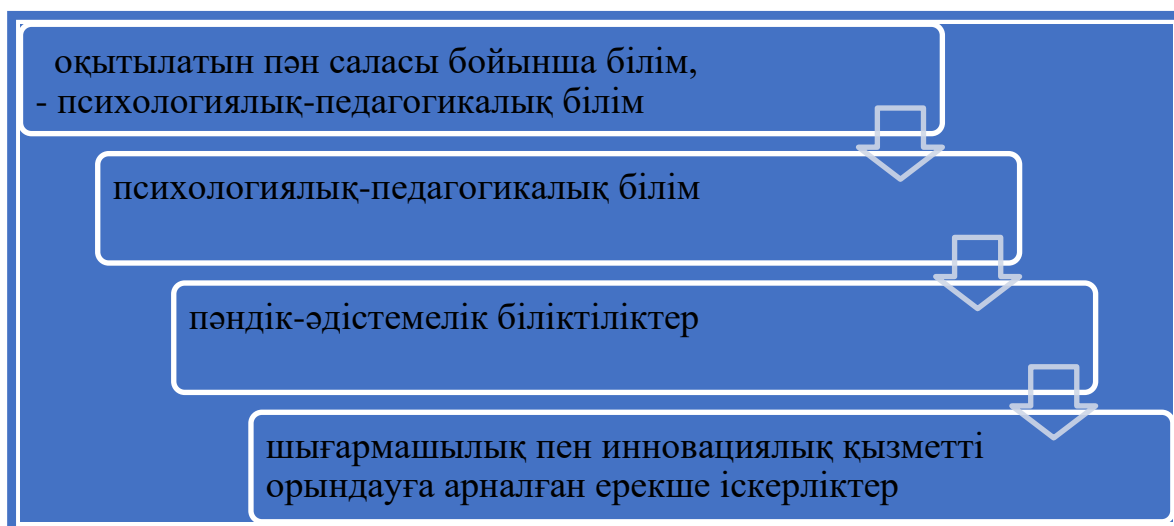 оқытылатын пән саласы бойынша білім,
- психологиялық-педагогикалық білім
психологиялық-педагогикалық білім
пәндік-әдістемелік біліктіліктер
шығармашылық пен инновациялық қызметті
орындауға арналған ерекше іскерліктер